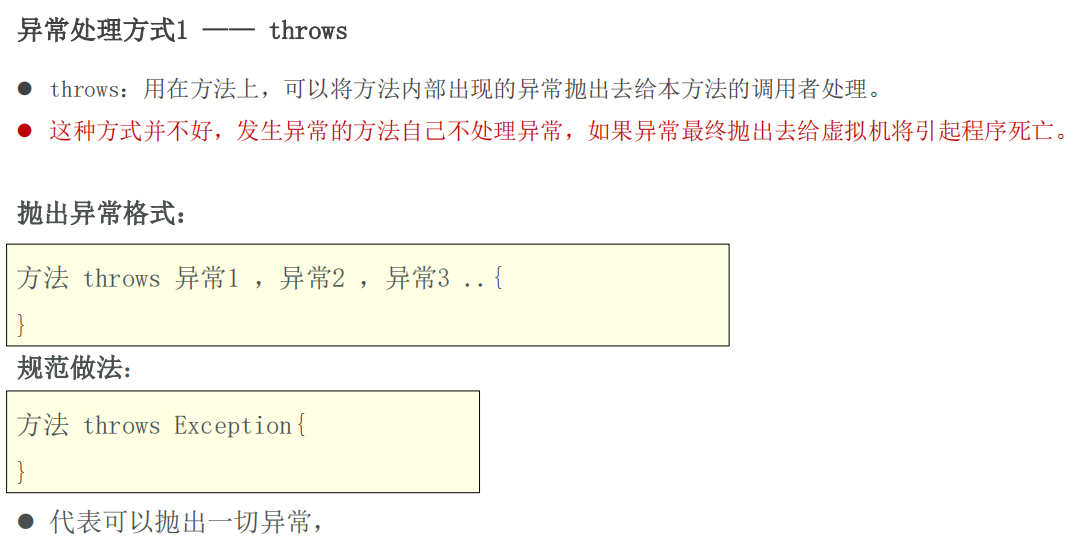 异常处理方式1 —— throws
● throws：用在方法上，可以将方法内部出现的异常抛出去给本方法的调用者处理。
● 这种方式并不好，发生异常的方法自己不处理异常，如果异常最终抛出去给虚拟机将引起程序死亡。
抛出异常格式：
方法 throws 异常1 ，异常2 ，异常3 ..{
}
规范做法：
方法 throws Exception{
}
● 代表可以抛出一切异常，